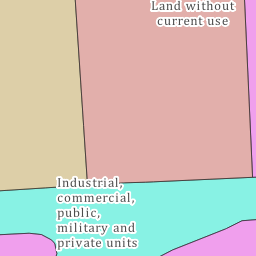 Land without
current use
Industrial,
commercial,
public,
military and
private units